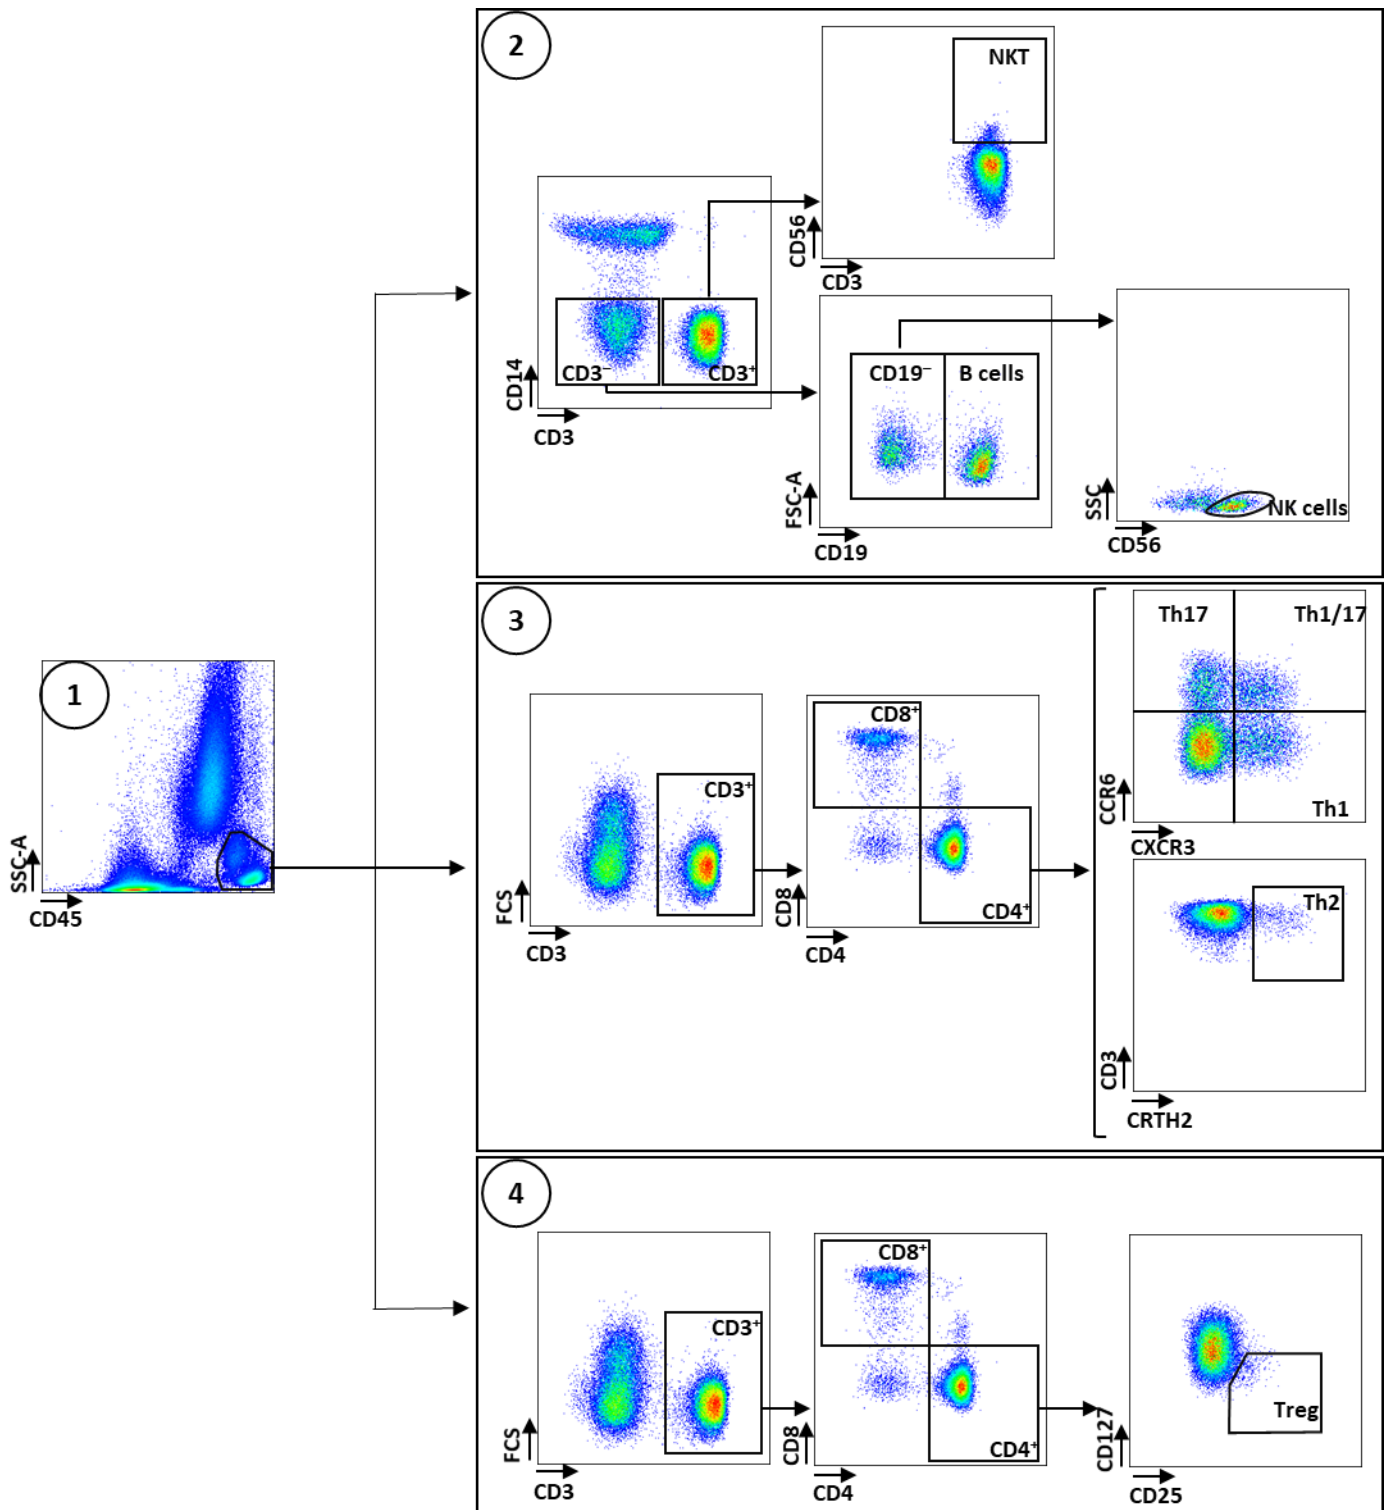 1
SSC-A
CD45
2
CD14
CD3
CD3⁻
CD3⁺
NKT
CD56
CD3
CD19⁻
B cells
FSC-A
CD19
NK cells
SSC
CD56
3
CD3⁺
FCS
CD3
CD8⁺
CD4⁺
CD8
CD4
Th17
Th1/17
Th1
CCR6
CXCR3
Th2
CD3
CRTH2
4
CD3⁺
FCS
CD3
CD8⁺
CD4⁺
CD8
CD4
Treg
CD127
CD25